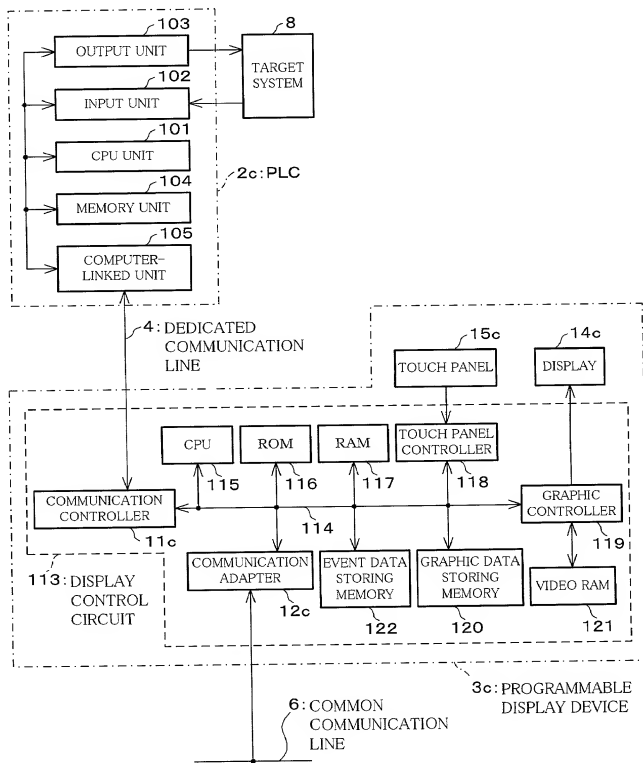 103
OUTPUT UNIT
8
TARGET
SYSTEM
102
INPUT UNIT
101
CPU UNIT
2c: PLC
104
MEMORY UNIT
105
COMPUTER-
LINKED UNIT
4: DEDICATED
COMMUNICATION
LINE
15c
TOUCH PANEL
14c
DISPLAY
CPU
115
ROM
116
RAM
117
TOUCH PANEL
CONTROLLER
118
COMMUNICATION
CONTROLLER
11c
114
GRAPHIC
CONTROLLER
119
113: DISPLAY
CONTROL
CIRCUIT
COMMUNICATION
ADAPTER
12c
EVENT DATA
STORING
MEMORY
122
GRAPHIC DATA
STORING
MEMORY
120
VIDEO RAM
121
3c: PROGRAMMABLE
DISPLAY DEVICE
6: COMMON
COMMUNICATION
LINE